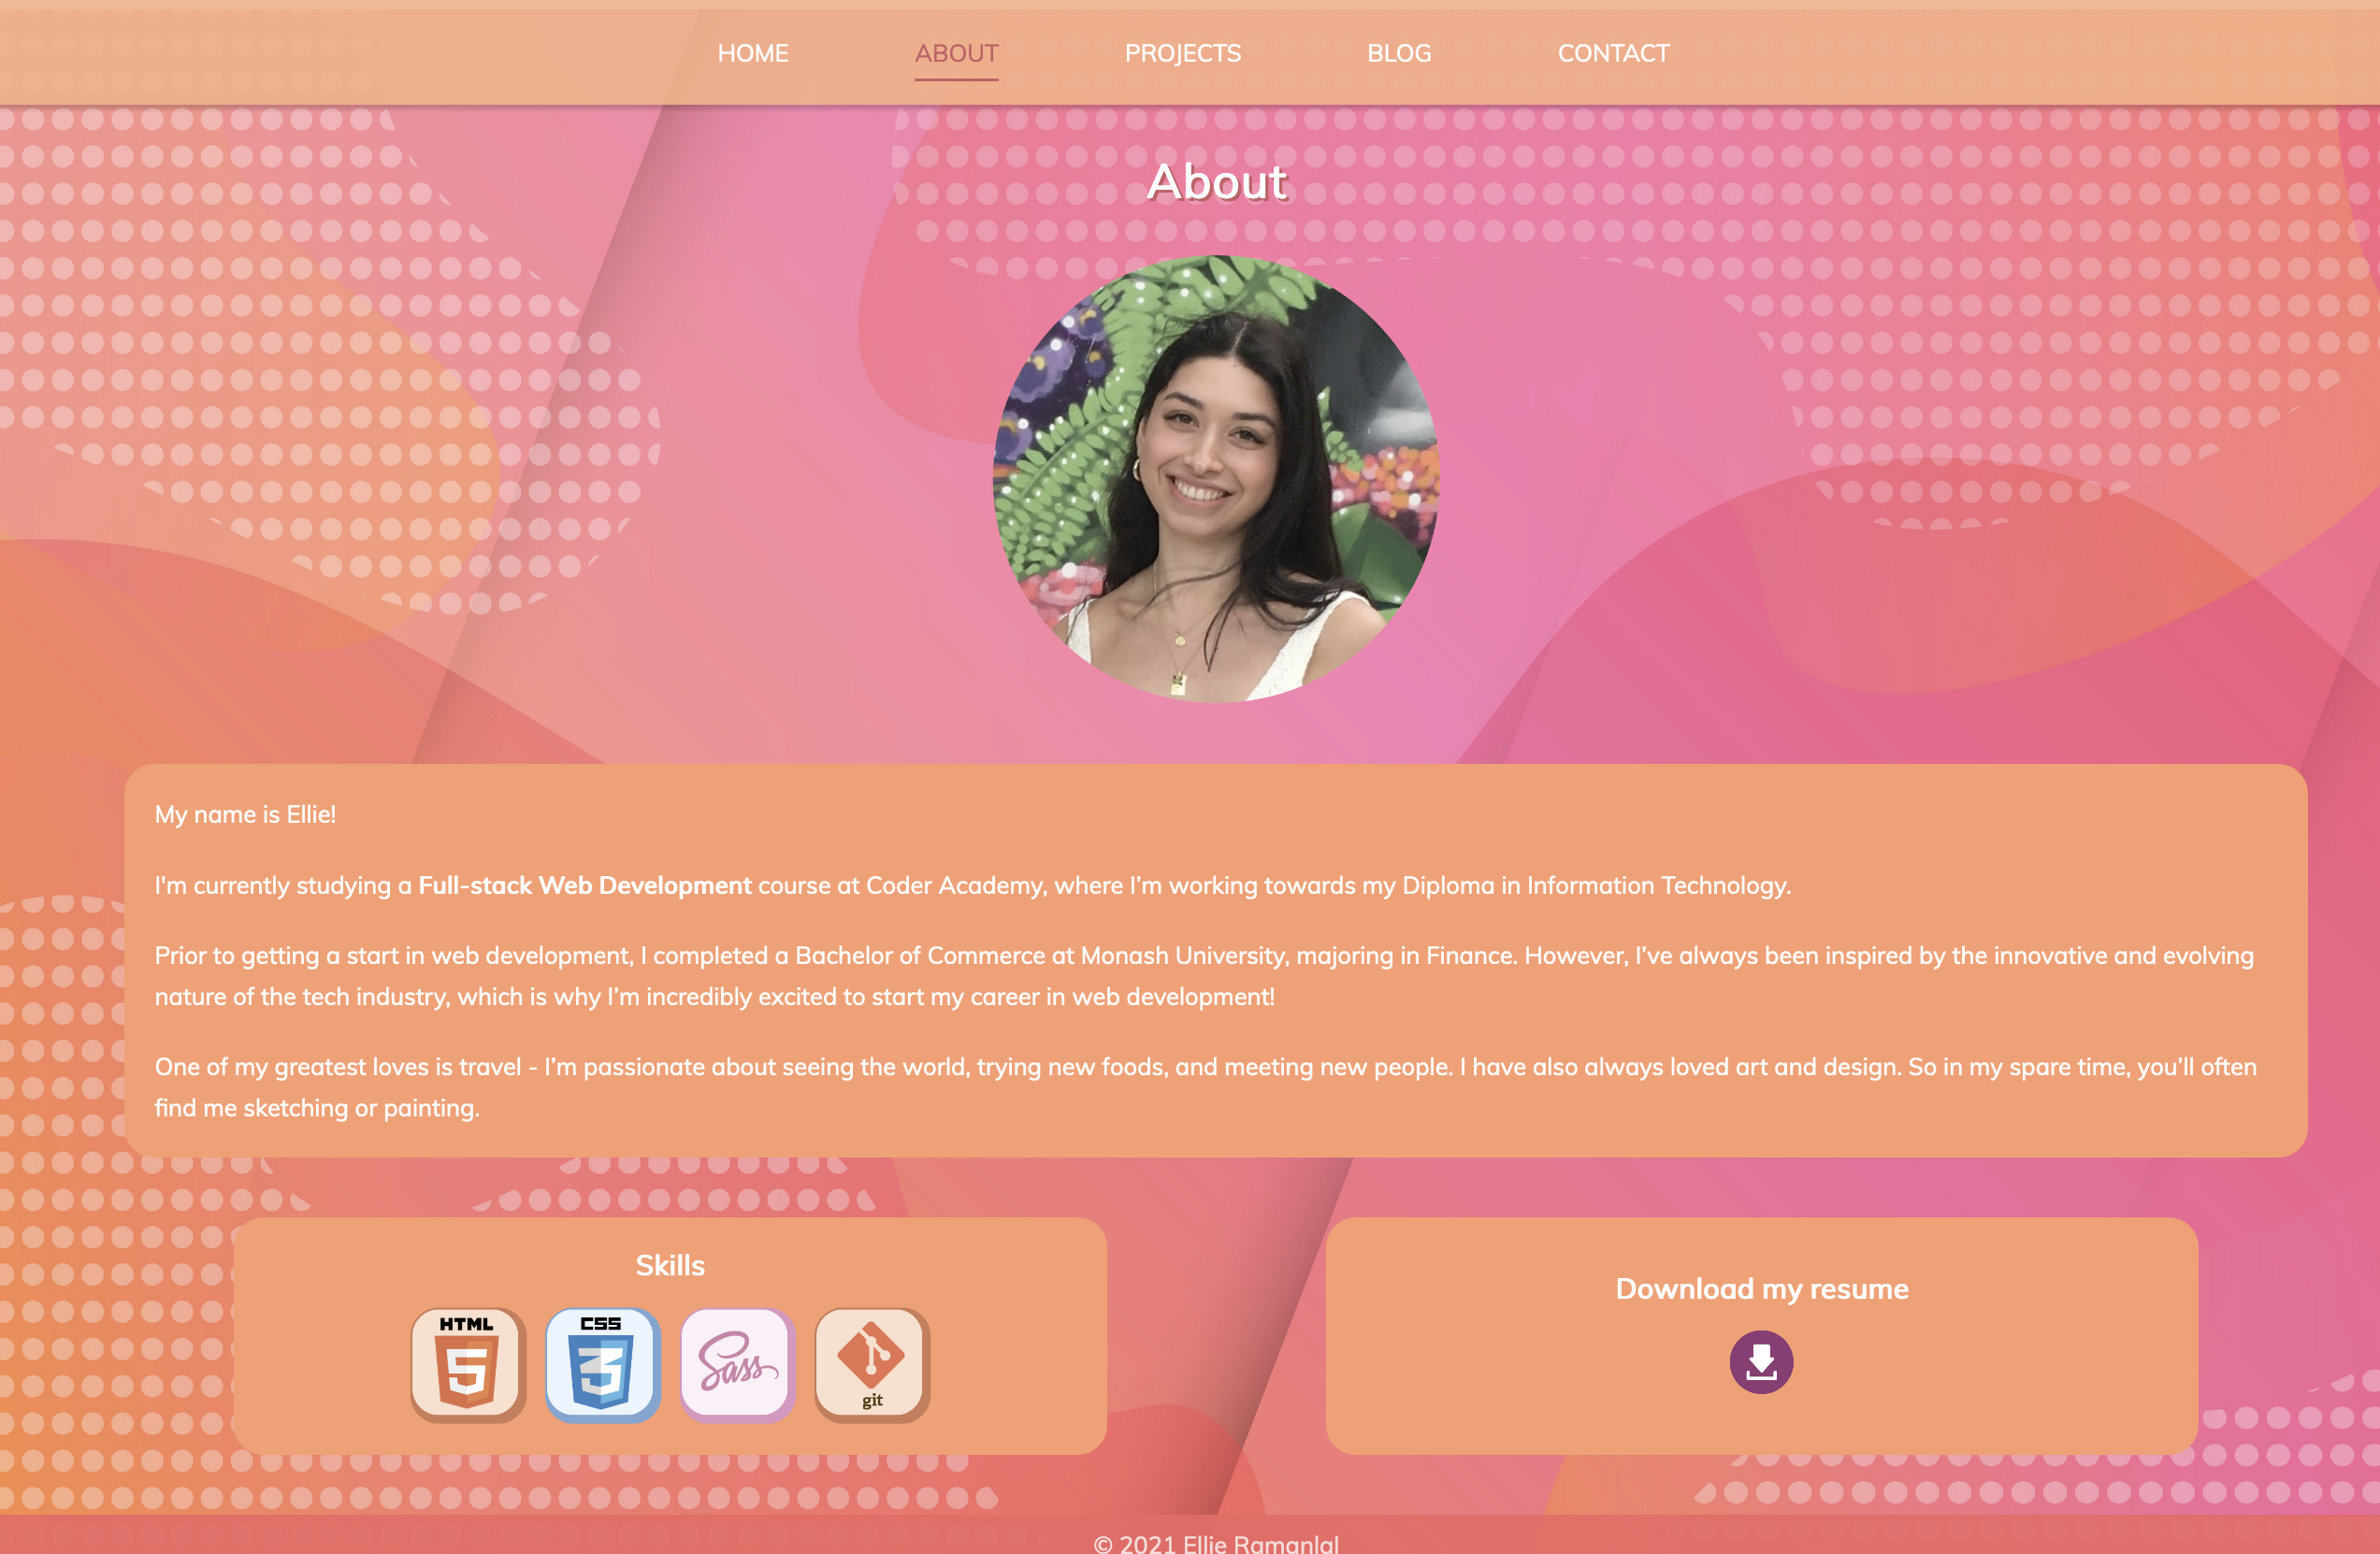 HOME ABOUT PROJECTS BLOG CONTACT
About
My name is Ellie!
I'm currently studying a Full-stack Web Development course at Coder Academy, where I’m working towards my Diploma in Information Technology.
Prior to getting a start in web development, I completed a Bachelor of Commerce at Monash University, majoring in Finance. However, I’ve always been inspired by the innovative and evolving
nature of the tech industry, which is why I’m incredibly excited to start my career in web development!
One of my greatest loves is travel - I’m passionate about seeing the world, trying new foods, and meeting new people. I have also always loved art and design. So in my spare time, you’ll often
find me sketching or painting.
Skills
HTML
5
CSS
3
Sass
git
Download my resume
© 2021 Ellie Ramanlal